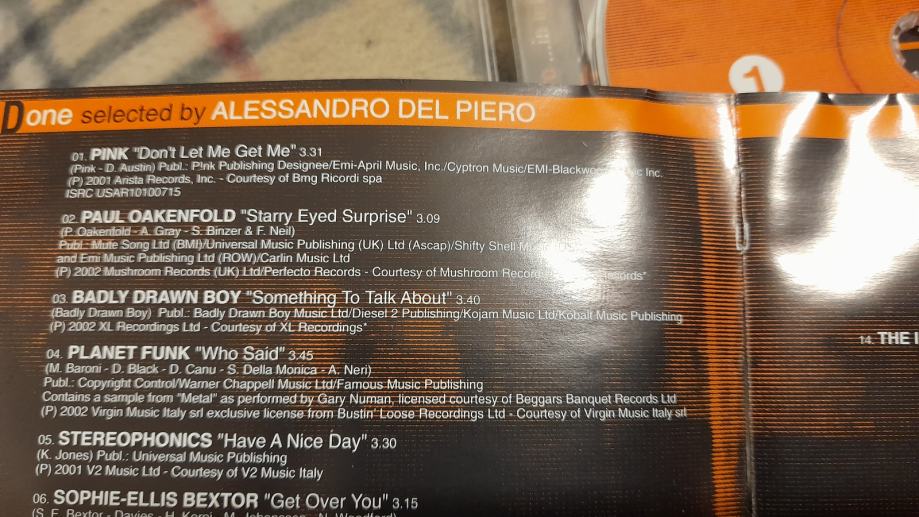 Done selected by ALESSANDRO DEL PIERO
1
01. PINK "Don't Let Me Get Me" 3.31
(Pink - D. Austin) Publ.: P!nk Publishing Designee/Emi-April Music, Inc./Cyptron Music/EMI-Blackwood Music Inc.
(P) 2001 Arista Records, Inc. - Courtesy of Bmg Ricordi spa
ISRC USAR10100715
02. PAUL OAKENFOLD "Starry Eyed Surprise" 3.09
(P. Oakenfold - A. Gray - S. Binzer & F. Neil)
Publ.: Mute Song Ltd (BMI)/Universal Music Publishing (UK) Ltd (Ascap)/Shifty Shell
and Emi Music Publishing Ltd (ROW)/Carlin Music Ltd
(P) 2002 Mushroom Records (UK) Ltd/Perfecto Records - Courtesy of Mushroom
03. BADLY DRAWN BOY "Something To Talk About" 3.40
(Badly Drawn Boy) Publ.: Badly Drawn Boy Music Ltd/Diesel 2 Publishing/Kojam Music Ltd/Kobalt Music Publishing
(P) 2002 XL Recordings Ltd - Courtesy of XL Recordings*
14. THE
04. PLANET FUNK "Who Said" 3.45
(M. Baroni - D. Black - D. Canu - S. Della Monica - A. Neri)
Publ.: Copyright Control/Warner Chappell Music Ltd/Famous Music Publishing
Contains a sample from "Metal" as performed by Gary Numan, licensed courtesy of Beggars Banquet Records Ltd
(P) 2002 Virgin Music Italy srl exclusive license from Bustin' Loose Recordings Ltd - Courtesy of Virgin Music Italy srl
05. STEREOPHONICS "Have A Nice Day" 3.30
(K. Jones) Publ.: Universal Music Publishing
(P) 2001 V2 Music Ltd - Courtesy of V2 Music Italy
06. SOPHIE-ELLIS BEXTOR "Get Over You" 3.15